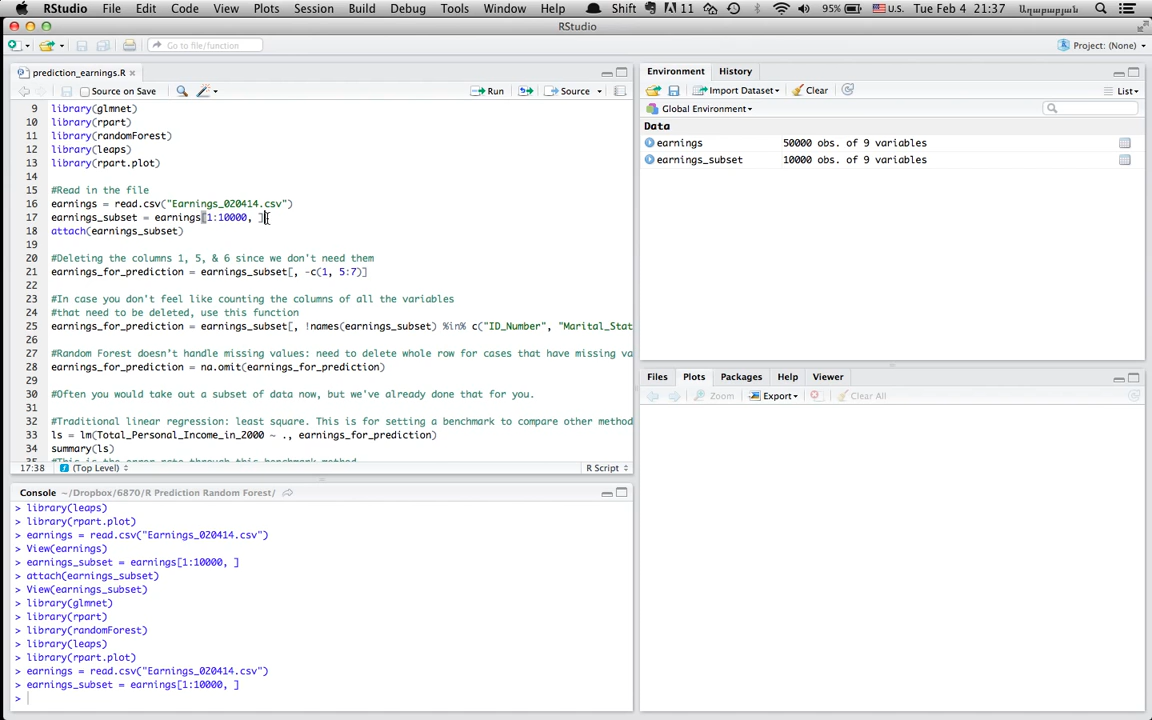 RStudio File Edit Code View Plots Session Build Debug Tools Window Help Shift 11 95% U.S. Tue Feb 4 21:37 Աղաբաբյան
RStudio
Go to file/function
Project: (None)
prediction_earnings.R
Source on Save Run Source
9 library(glmnet)
10 library(rpart)
11 library(randomForest)
12 library(leaps)
13 library(rpart.plot)
14
15 #Read in the file
16 earnings = read.csv("Earnings_020414.csv")
17 earnings_subset = earnings[1:10000, ]
18 attach(earnings_subset)
19
20 #Deleting the columns 1, 5, & 6 since we don't need them
21 earnings_for_prediction = earnings_subset[, -c(1, 5:7)]
22
23 #In case you don't feel like counting the columns of all the variables
24 #that need to be deleted, use this function
25 earnings_for_prediction = earnings_subset[, !names(earnings_subset) %in% c("ID_Number", "Marital_Stat
26
27 #Random Forest doesn't handle missing values: need to delete whole row for cases that have missing va
28 earnings_for_prediction = na.omit(earnings_for_prediction)
29
30 #Often you would take out a subset of data now, but we've already done that for you.
31
32 #Traditional linear regression: least square. This is for setting a benchmark to compare other method
33 ls = lm(Total_Personal_Income_in_2000 ~ ., earnings_for_prediction)
34 summary(ls)
17:38 (Top Level) R Script
Console ~/Dropbox/6870/R Prediction Random Forest/
> library(leaps)
> library(rpart.plot)
> earnings = read.csv("Earnings_020414.csv")
> View(earnings)
> earnings_subset = earnings[1:10000, ]
> attach(earnings_subset)
> View(earnings_subset)
> library(glmnet)
> library(rpart)
> library(randomForest)
> library(leaps)
> library(rpart.plot)
> earnings = read.csv("Earnings_020414.csv")
> earnings_subset = earnings[1:10000, ]
>
Environment History
Import Dataset Clear List
Global Environment
Data
earnings 50000 obs. of 9 variables
earnings_subset 10000 obs. of 9 variables
Files Plots Packages Help Viewer
Zoom Export Clear All